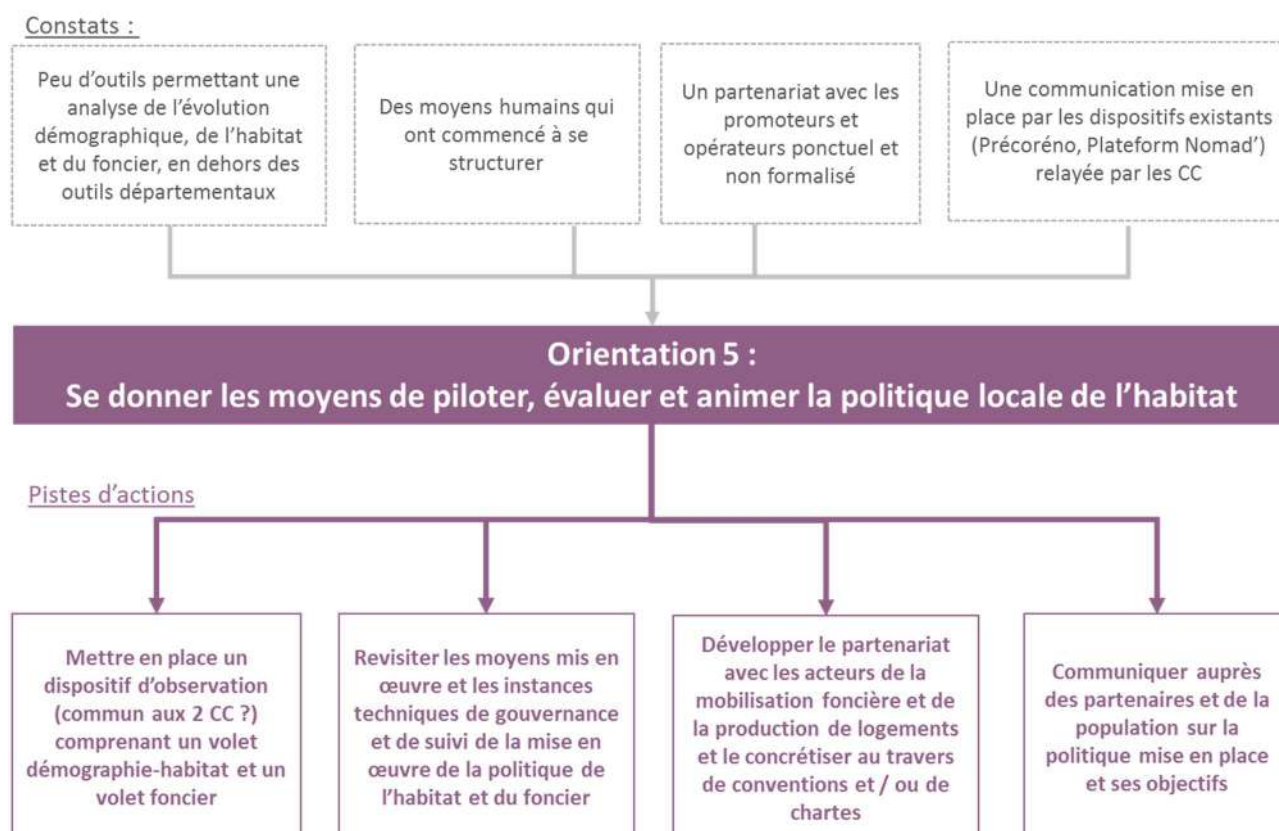 Constats :
Peu d’outils permettant une
analyse de l’évolution
démographique, de l’habitat
et du foncier, en dehors des
outils départementaux
Des moyens humains qui
ont commencé à se
structurer
Un partenariat avec les
promoteurs et
opérateurs ponctuel et
non formalisé
Une communication mise en
place par les dispositifs existants
(Précoréno, Plateform Nomad’)
relayée par les CC
Orientation 5 :
Se donner les moyens de piloter, évaluer et animer la politique locale de l’habitat
Pistes d’actions
Mettre en place un
dispositif d’observation
(commun aux 2 CC ?)
comprenant un volet
démographie-habitat et un
volet foncier
Revisiter les moyens mis en
œuvre et les instances
techniques de gouvernance
et de suivi de la mise en
œuvre de la politique de
l’habitat et du foncier
Développer le partenariat
avec les acteurs de la
mobilisation foncière et de
la production de logements
et le concrétiser au travers
de conventions et / ou de
chartes
Communiquer auprès
des partenaires et de la
population sur la
politique mise en place
et ses objectifs